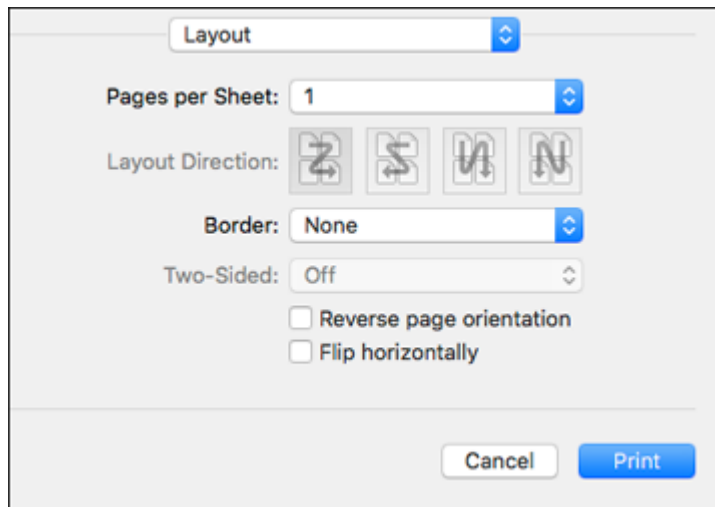 Layout
Pages per Sheet: 1
Layout Direction:
Border: None
Two-Sided: Off
Reverse page orientation
Flip horizontally
Cancel Print